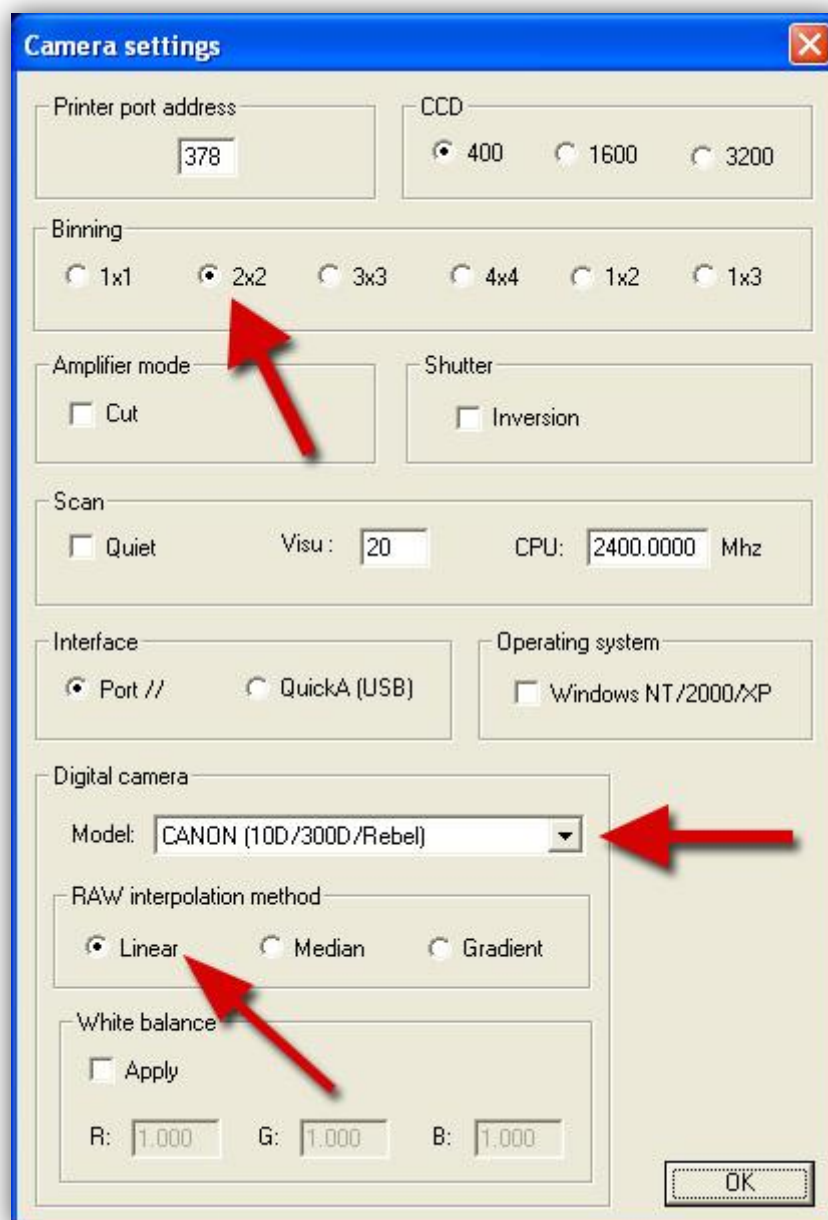 Camera settings
Printer port address
378
CCD
400 1600 3200
Binning
1x1 2x2 3x3 4x4 1x2 1x3
Amplifier mode
Cut
Shutter
Inversion
Scan
Quiet Visu : 20 CPU: 2400.0000 Mhz
Interface
Port // QuickA (USB)
Operating system
Windows NT/2000/XP
Digital camera
Model: CANON (10D/300D/Rebel)
RAW interpolation method
Linear Median Gradient
White balance
Apply
R: 1.000 G: 1.000 B: 1.000
OK